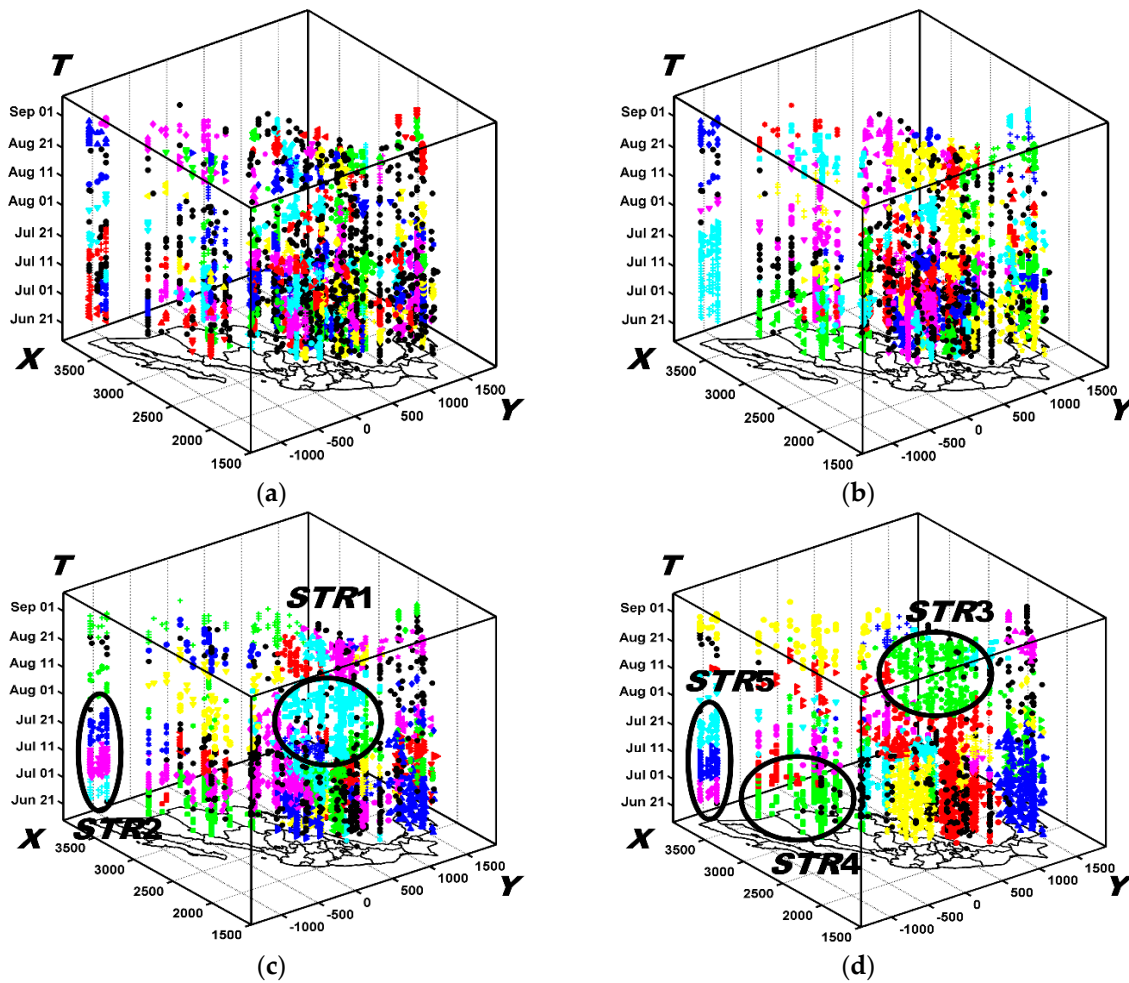 T
Sep 01
Aug 21
Aug 11
Aug 01
Jul 21
Jul 11
Jul 01
Jun 21
X
3500
3000
2500
2000
1500
-1000
-500
0
500
1000
1500
Y
(a)
T
Sep 01
Aug 21
Aug 11
Aug 01
Jul 21
Jul 11
Jul 01
Jun 21
X
3500
3000
2500
2000
1500
-1000
-500
0
500
1000
1500
Y
(b)
T
STR1
Sep 01
Aug 21
Aug 11
Aug 01
Jul 21
Jul 11
Jul 01
Jun 21
X
STR2
3500
3000
2500
2000
1500
-1000
-500
0
500
1000
1500
Y
(c)
T
STR3
Sep 01
Aug 21
Aug 11
STR5
Aug 01
Jul 21
Jul 11
Jul 01
Jun 21
X
STR4
3500
3000
2500
2000
1500
-1000
-500
0
500
1000
1500
Y
(d)